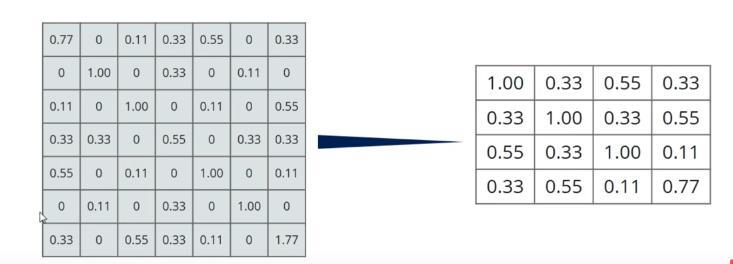 0.77 0 0.11 0.33 0.55 0 0.33
0 1.00 0 0.33 0 0.11 0
0.11 0 1.00 0 0.11 0 0.55
0.33 0.33 0 0.55 0 0.33 0.33
0.55 0 0.11 0 1.00 0 0.11
0 0.11 0 0.33 0 1.00 0
0.33 0 0.55 0.33 0.11 0 1.77
1.00 0.33 0.55 0.33
0.33 1.00 0.33 0.55
0.55 0.33 1.00 0.11
0.33 0.55 0.11 0.77